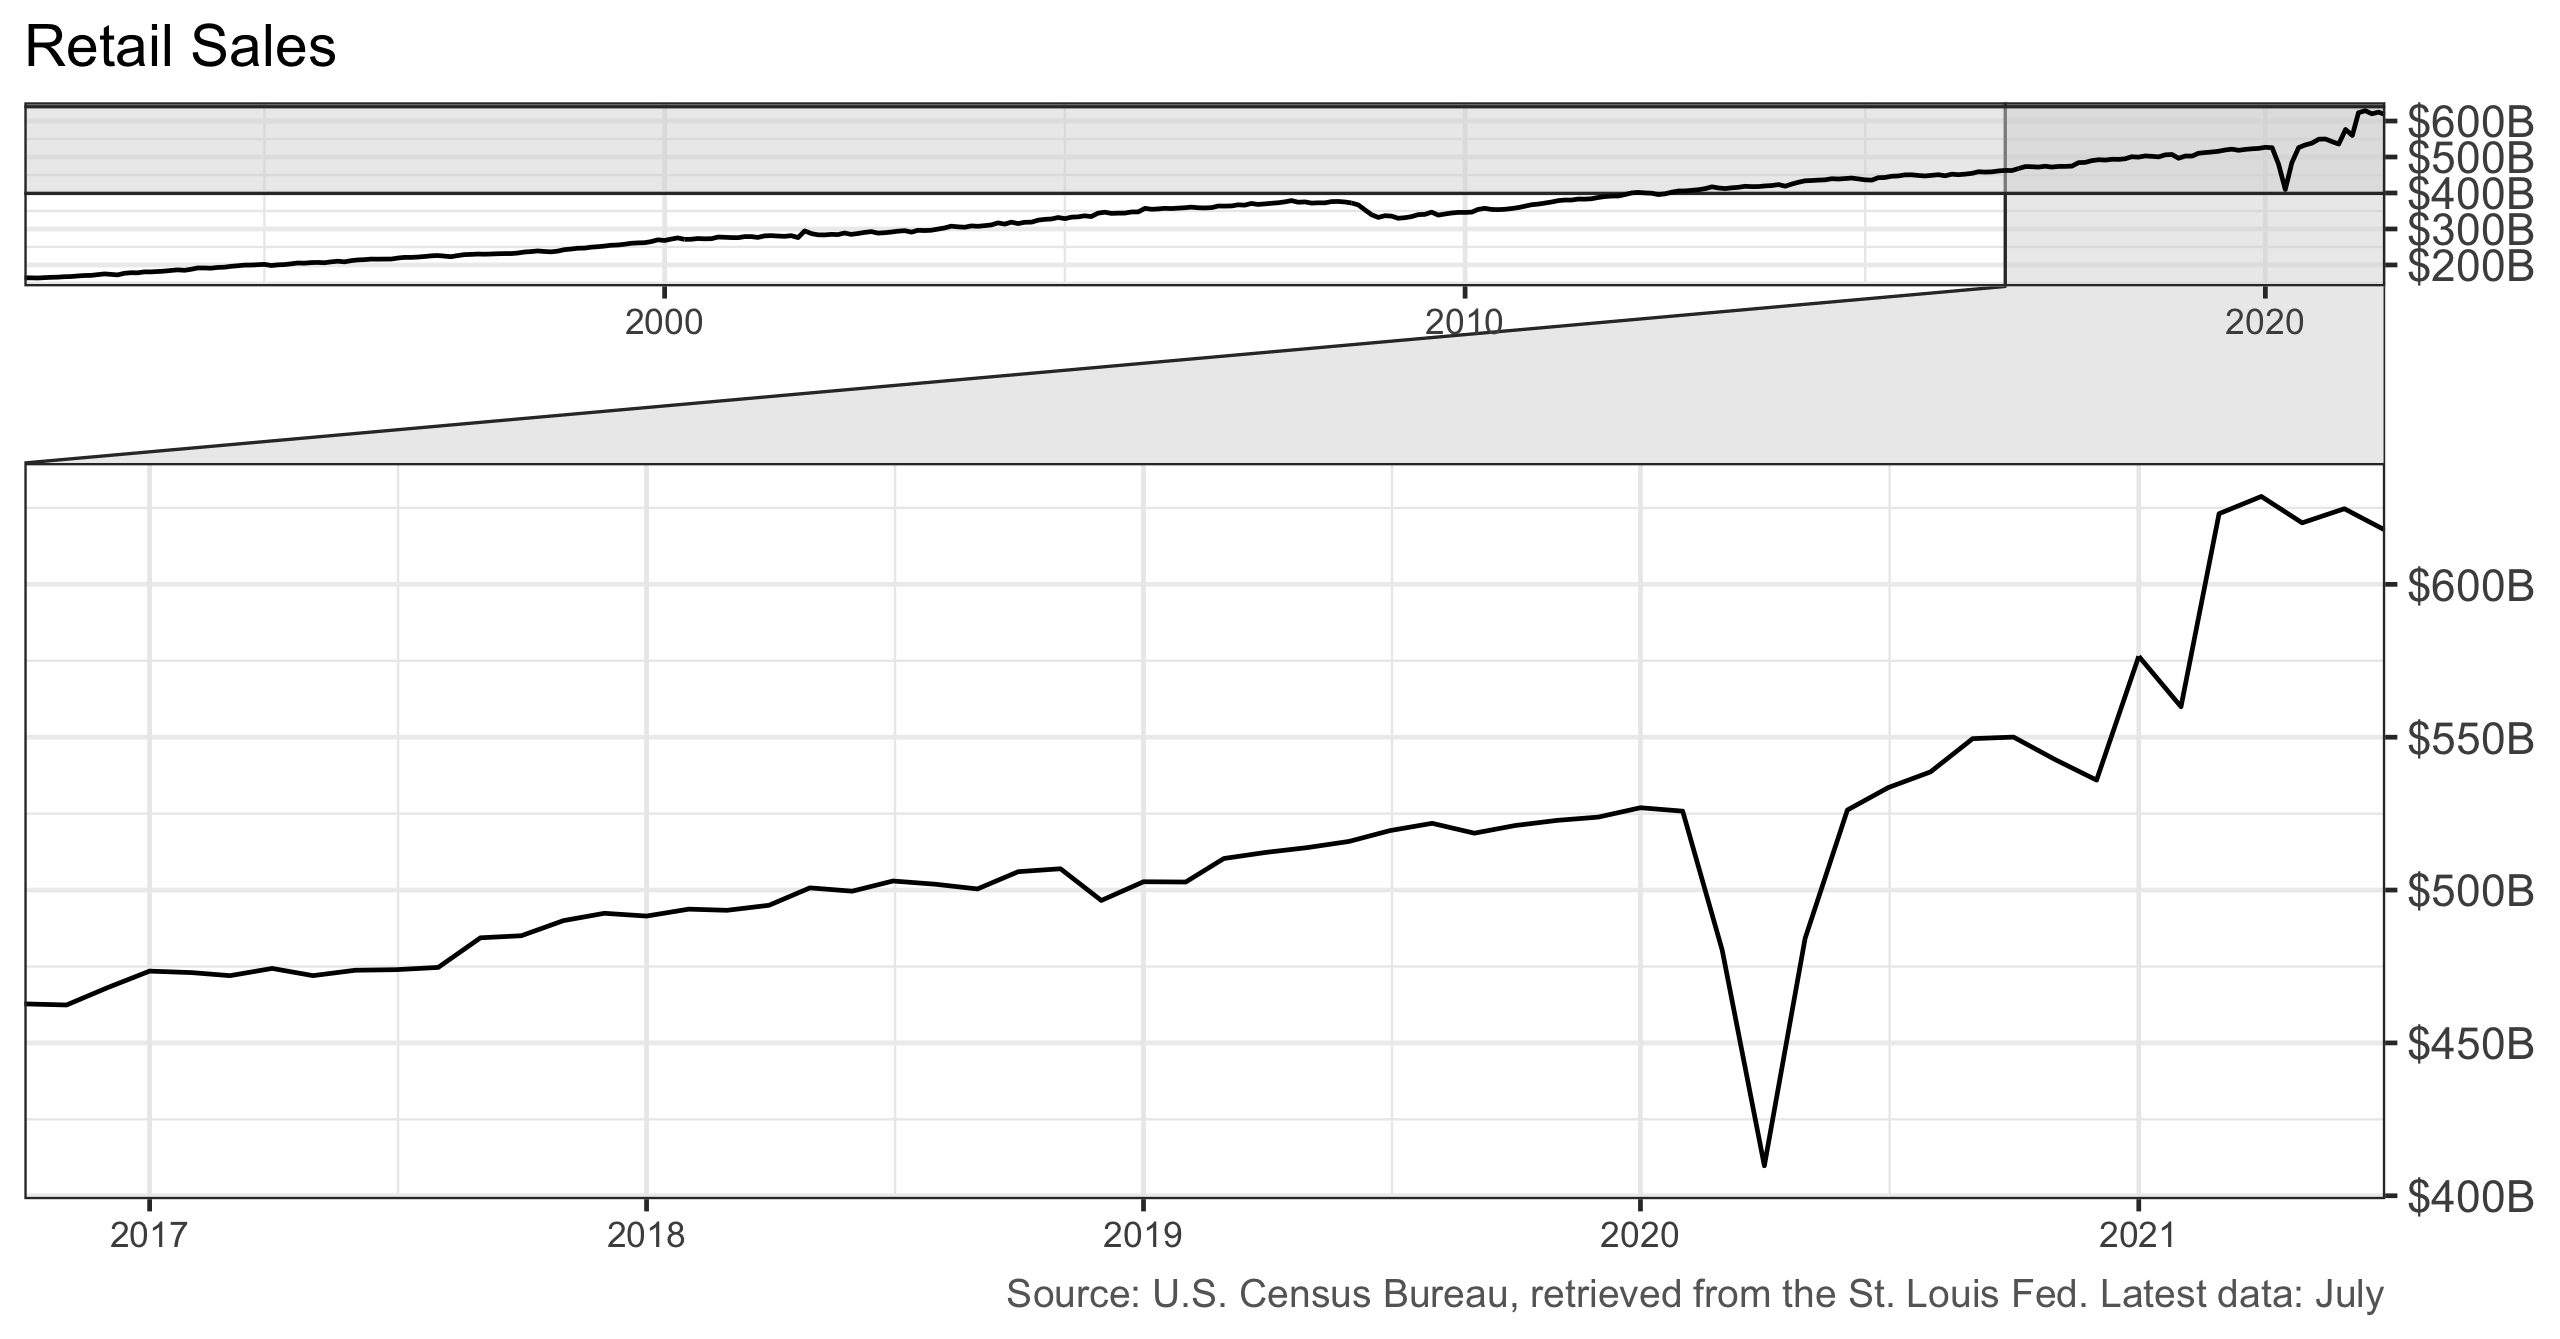 Retail Sales
$600B
$500B
$400B
$300B
$200B
2000 2010 2020
$600B
$550B
$500B
$450B
$400B
2017 2018 2019 2020 2021
Source: U.S. Census Bureau, retrieved from the St. Louis Fed. Latest data: July